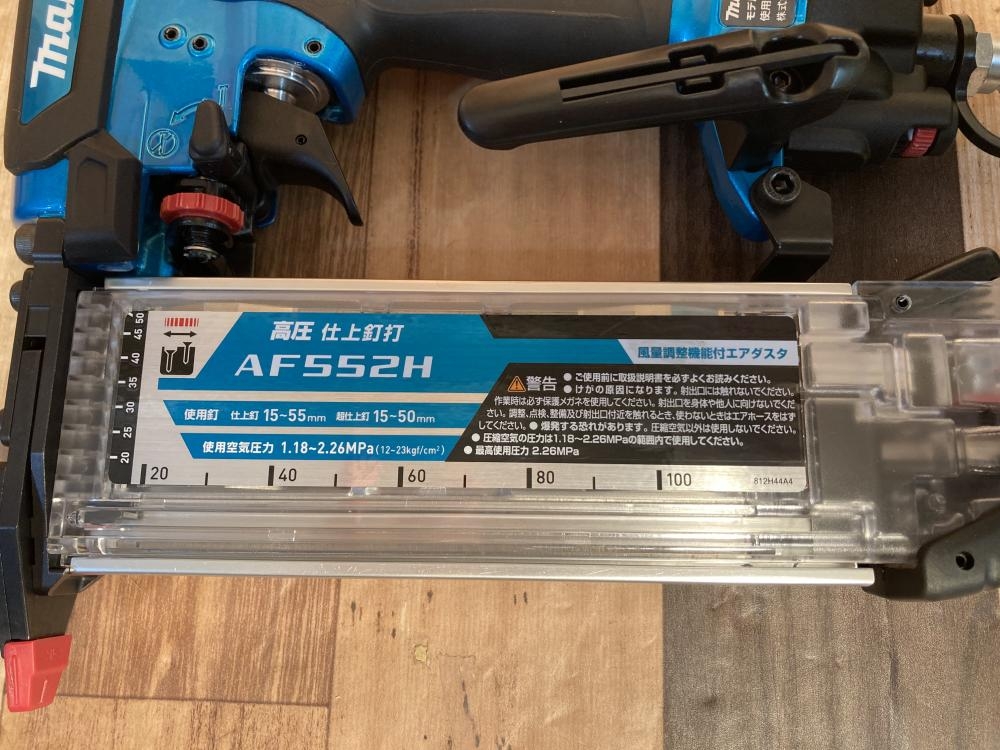 Maki
Ma
モデ
使用
株式
高圧 仕上釘打
AF552H
風量調整機能付エアダスタ
使用釘 仕上釘 15~55mm 超仕上釘 15~50mm
使用空気圧力 1.18~2.26MPa(12~23kgf/cm²)
警告 ● ご使用前に取扱説明書を必ずよくお読みください。
● けがの原因になります。射出口には触れないでください。
作業時は必ず保護メガネを使用してください。射出口を身体や他人に向けないでくだ
さい。調整、点検、整備及び射出口付近を触れるとき、使わないときはエアホースをはず
してください。● 爆発する恐れがあります。圧縮空気以外は使用しないでください。
● 圧縮空気の圧力は1.18~2.26MPaの範囲内で使用してください。
● 最高使用圧力 2.26MPa
50
45
40
35
30
25
20
20 40 60 80 100
812H44A4